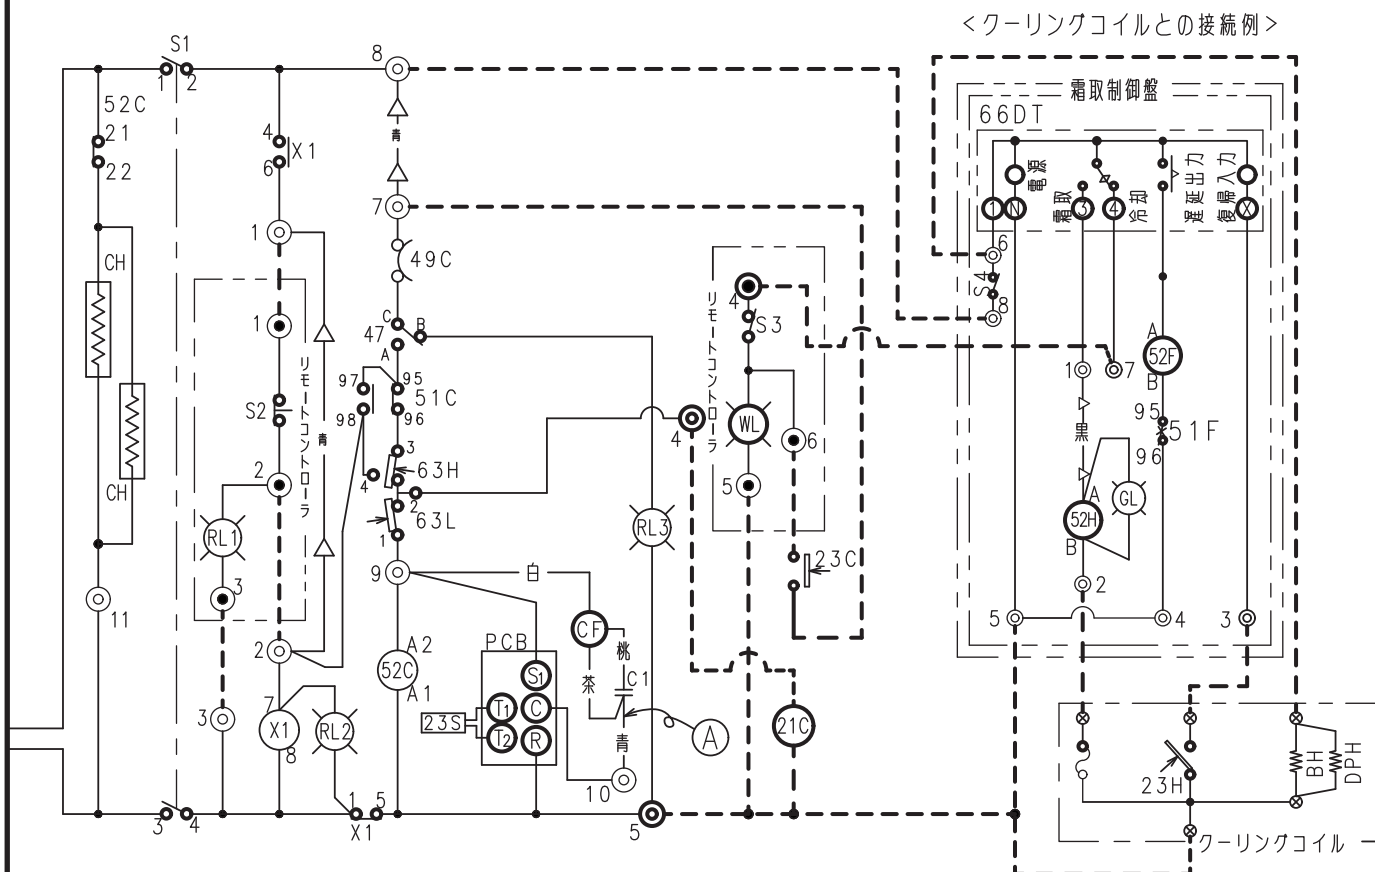 <クーリングコイルとの接続例>
S1
1 2
8
52C
21
22
4
X1
6
青
7
49C
CH
CH
11
1
1
リモートコントローラ
S2
青
2
RL1
3
2
3
7
X1
8
RL2
3 4
1 5
X1
C
B
47
A
97 95
51C
98 96
3
63H
4
2
63L
1
9
白
A2
52C
A1
PCB
S1
T1
C
T2
R
23S
CF
桃
茶
C1
青
10
A
RL3
4
5
リモートコントローラ
4
S3
WL
6
5
23C
21C
霜取制御盤
66DT
電源
霜取
冷却
遅延出力
復帰入力
1 N 3 4 X
6
S4
8
1
7
黒
A
52F
B
95
51F
96
A
52H
B
GL
2
5
4
3
23H
BH
DPH
クーリングコイル